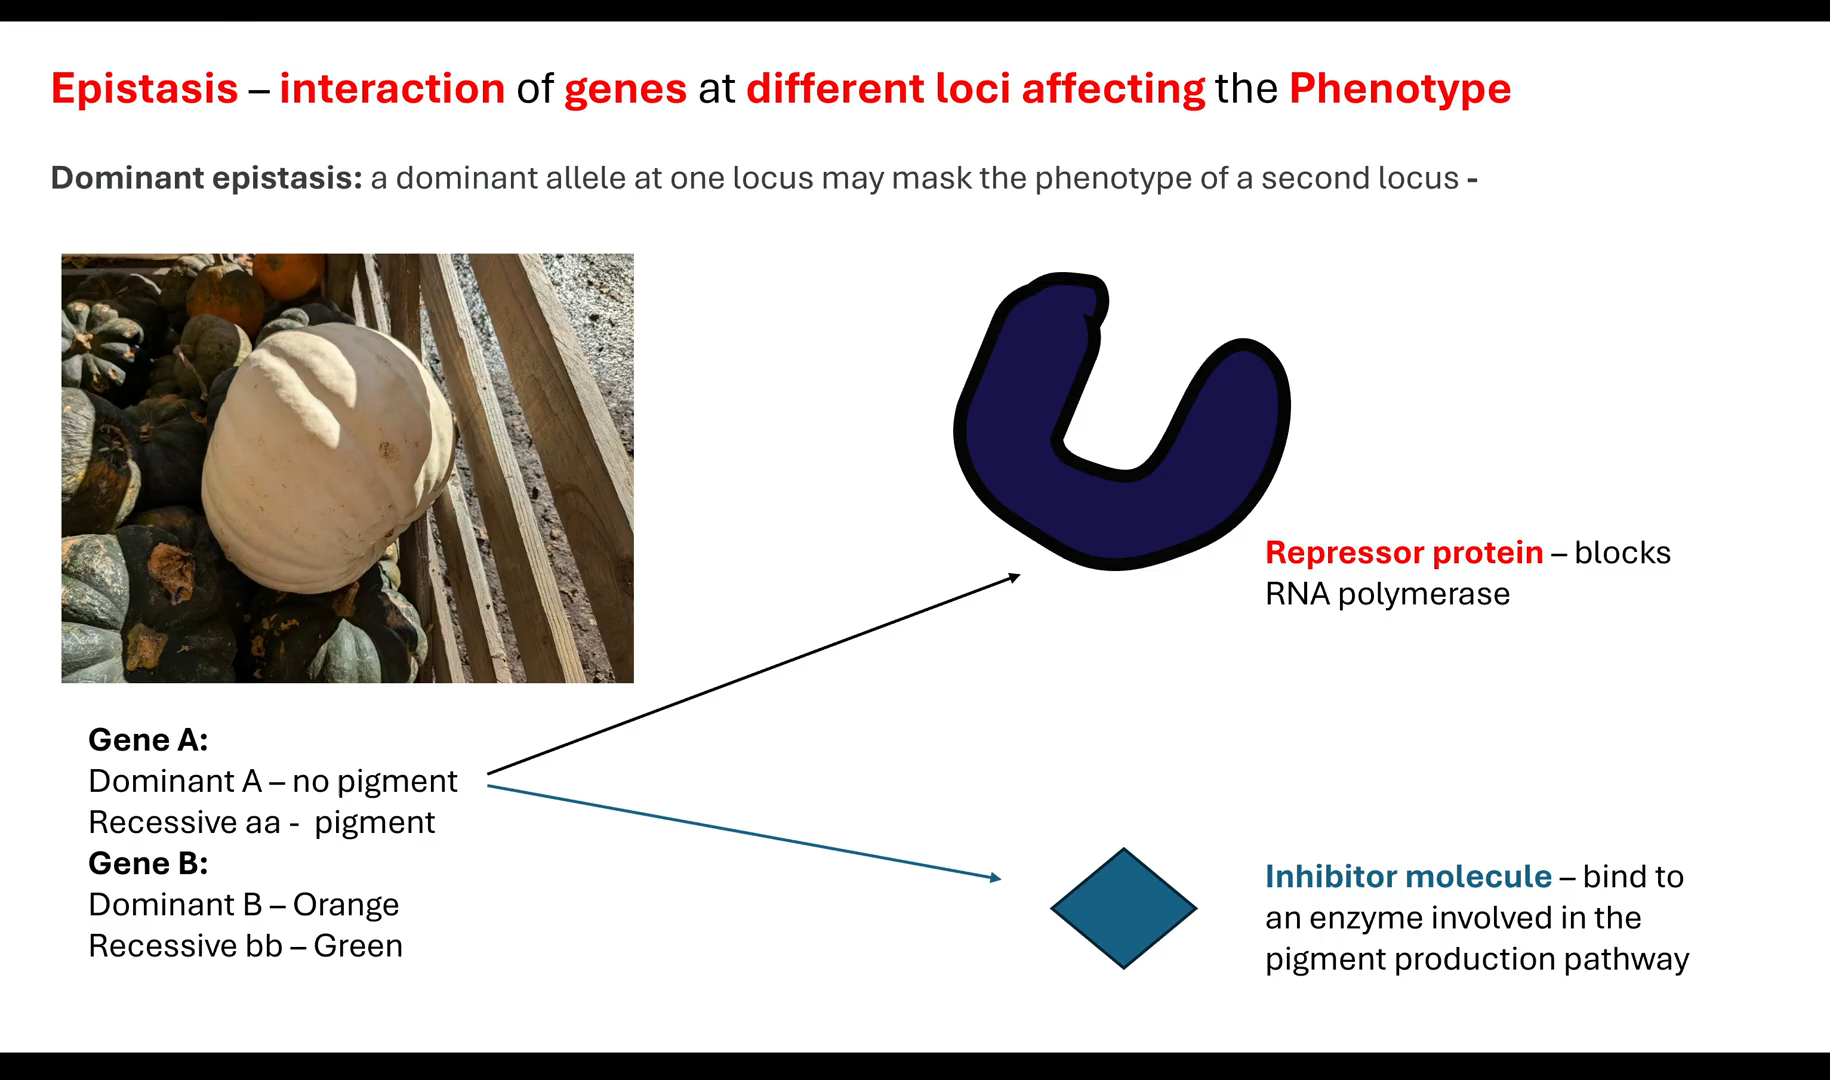 Epistasis – interaction of genes at different loci affecting the Phenotype
Dominant epistasis: a dominant allele at one locus may mask the phenotype of a second locus -
Repressor protein – blocks
RNA polymerase
Gene A:
Dominant A – no pigment
Recessive aa -  pigment
Gene B:
Dominant B – Orange
Recessive bb – Green
Inhibitor molecule – bind to
an enzyme involved in the
pigment production pathway